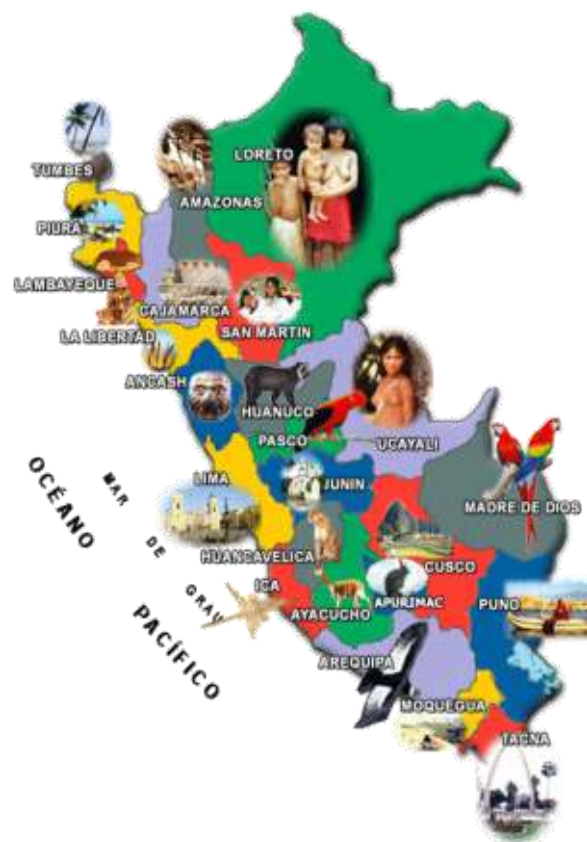 LORETO
TUMBES
AMAZONAS
PIURA
LAMBAYEQUE
CAJAMARCA
LA LIBERTAD
SAN MARTIN
ANCASH
HUANUCO
PASCO
UCAYALI
LIMA
JUNIN
MADRE DE DIOS
HUANCAVELICA
CUSCO
ICA
AYACUCHO
APURIMAC
PUNO
AREQUIPA
MOQUEGUA
TACNA
OCÉANO
PACÍFICO
MAR DE GRAU